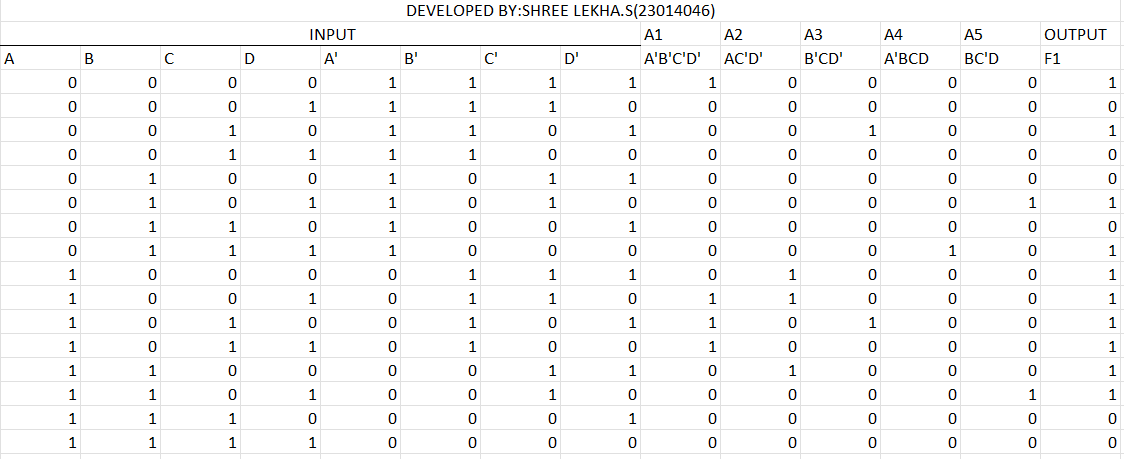 DEVELOPED BY:SHREE LEKHA.S(23014046)
INPUT A1 A2 A3 A4 A5 OUTPUT
A B C D A' B' C' D' A'B'C'D' AC'D' B'CD' A'BCD BC'D F1
0 0 0 0 1 1 1 1 1 0 0 0 0 1
0 0 0 1 1 1 1 0 0 0 0 0 0 0
0 0 1 0 1 1 0 1 0 0 1 0 0 1
0 0 1 1 1 1 0 0 0 0 0 0 0 0
0 1 0 0 1 0 1 1 0 0 0 0 0 0
0 1 0 1 1 0 1 0 0 0 0 0 1 1
0 1 1 0 1 0 0 1 0 0 0 0 0 0
0 1 1 1 1 0 0 0 0 0 0 1 0 1
1 0 0 0 0 1 1 1 0 1 0 0 0 1
1 0 0 1 0 1 1 0 1 1 0 0 0 1
1 0 1 0 0 1 0 1 1 0 1 0 0 1
1 0 1 1 0 1 0 0 1 0 0 0 0 1
1 1 0 0 0 0 1 1 0 1 0 0 0 1
1 1 0 1 0 0 1 0 0 0 0 0 1 1
1 1 1 0 0 0 0 1 0 0 0 0 0 0
1 1 1 1 0 0 0 0 0 0 0 0 0 0